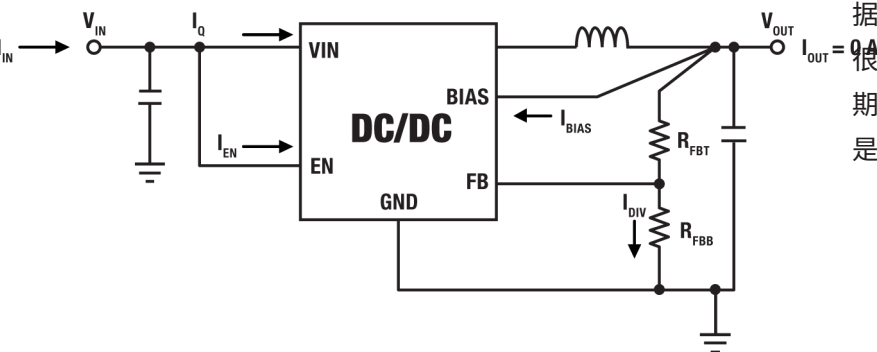 V_IN
I_Q
V_OUT
I_IN
VIN
I_OUT = 0 A
BIAS
I_BIAS
DC/DC
I_EN
EN
FB
R_FBT
GND
I_DIV
R_FBB
据
很
期
是